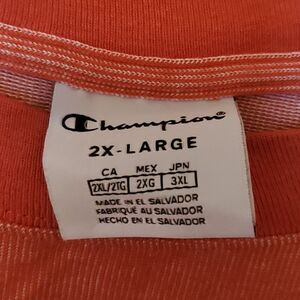 Champion®
2X-LARGE
CA MEX JPN
2XL/2TG 2XG 3XL
MADE IN EL SALVADOR
FABRIQUÉ AU SALVADOR
HECHO EN EL SALVADOR